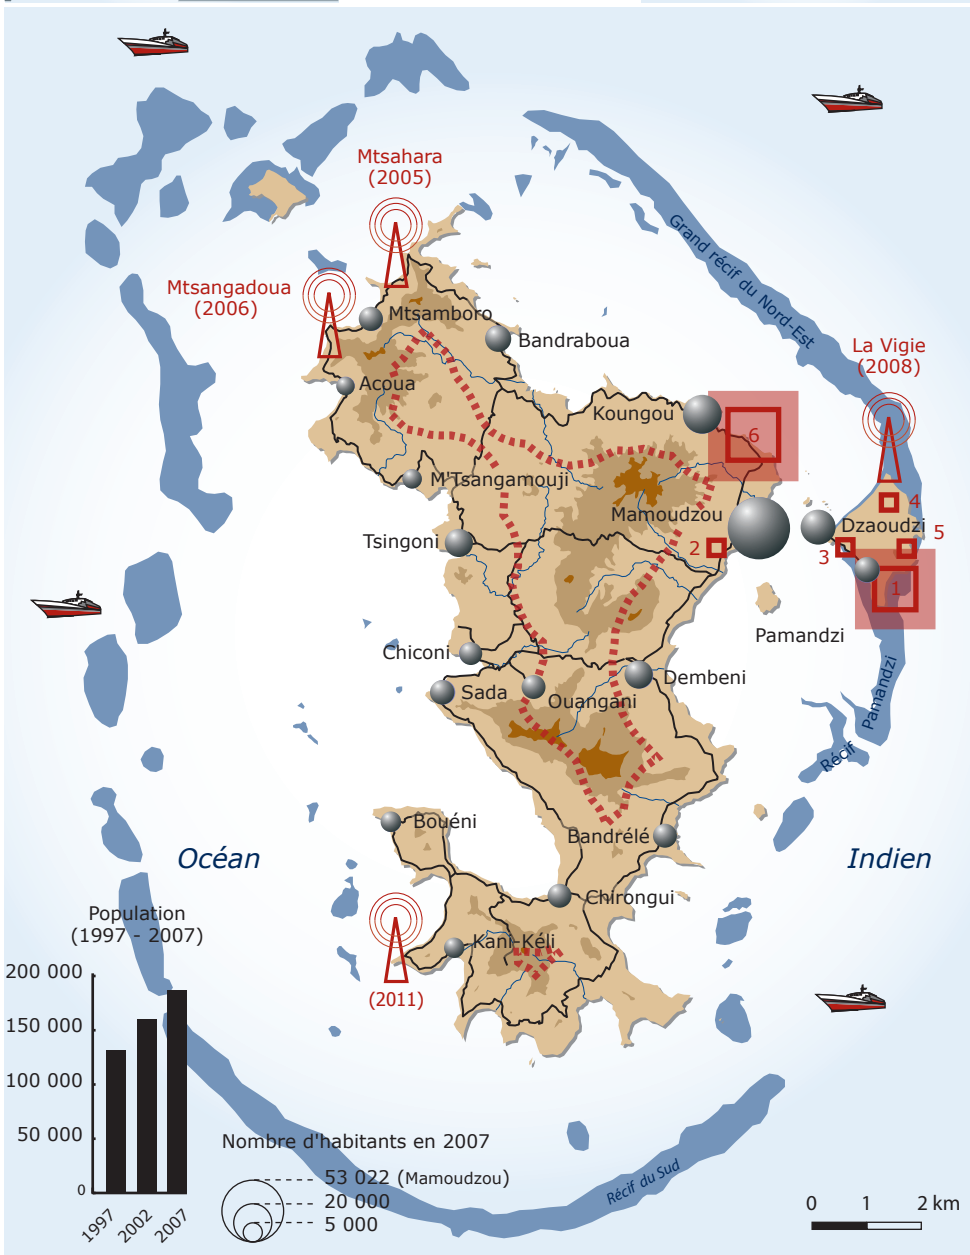 Mtsahara
(2005)
Mtsangadoua
(2006)
Grand récif du Nord-Est
La Vigie
(2008)
Mtsamboro
Bandraboua
Acoua
Koungou
6
M'Tsangamouji
Mamoudzou
Dzaoudzi
4
5
Tsingoni
2
3
1
Pamandzi
Chiconi
Dembeni
Sada
Ouangani
Récif
Pamandzi
Bouéni
Bandrélé
Océan
Indien
Chirongui
Population
(1997 - 2007)
Kani-Kéli
(2011)
200 000
150 000
100 000
50 000
0
1997
2002
2007
Nombre d'habitants en 2007
53 022 (Mamoudzou)
20 000
5 000
Récif du Sud
0 1 2 km